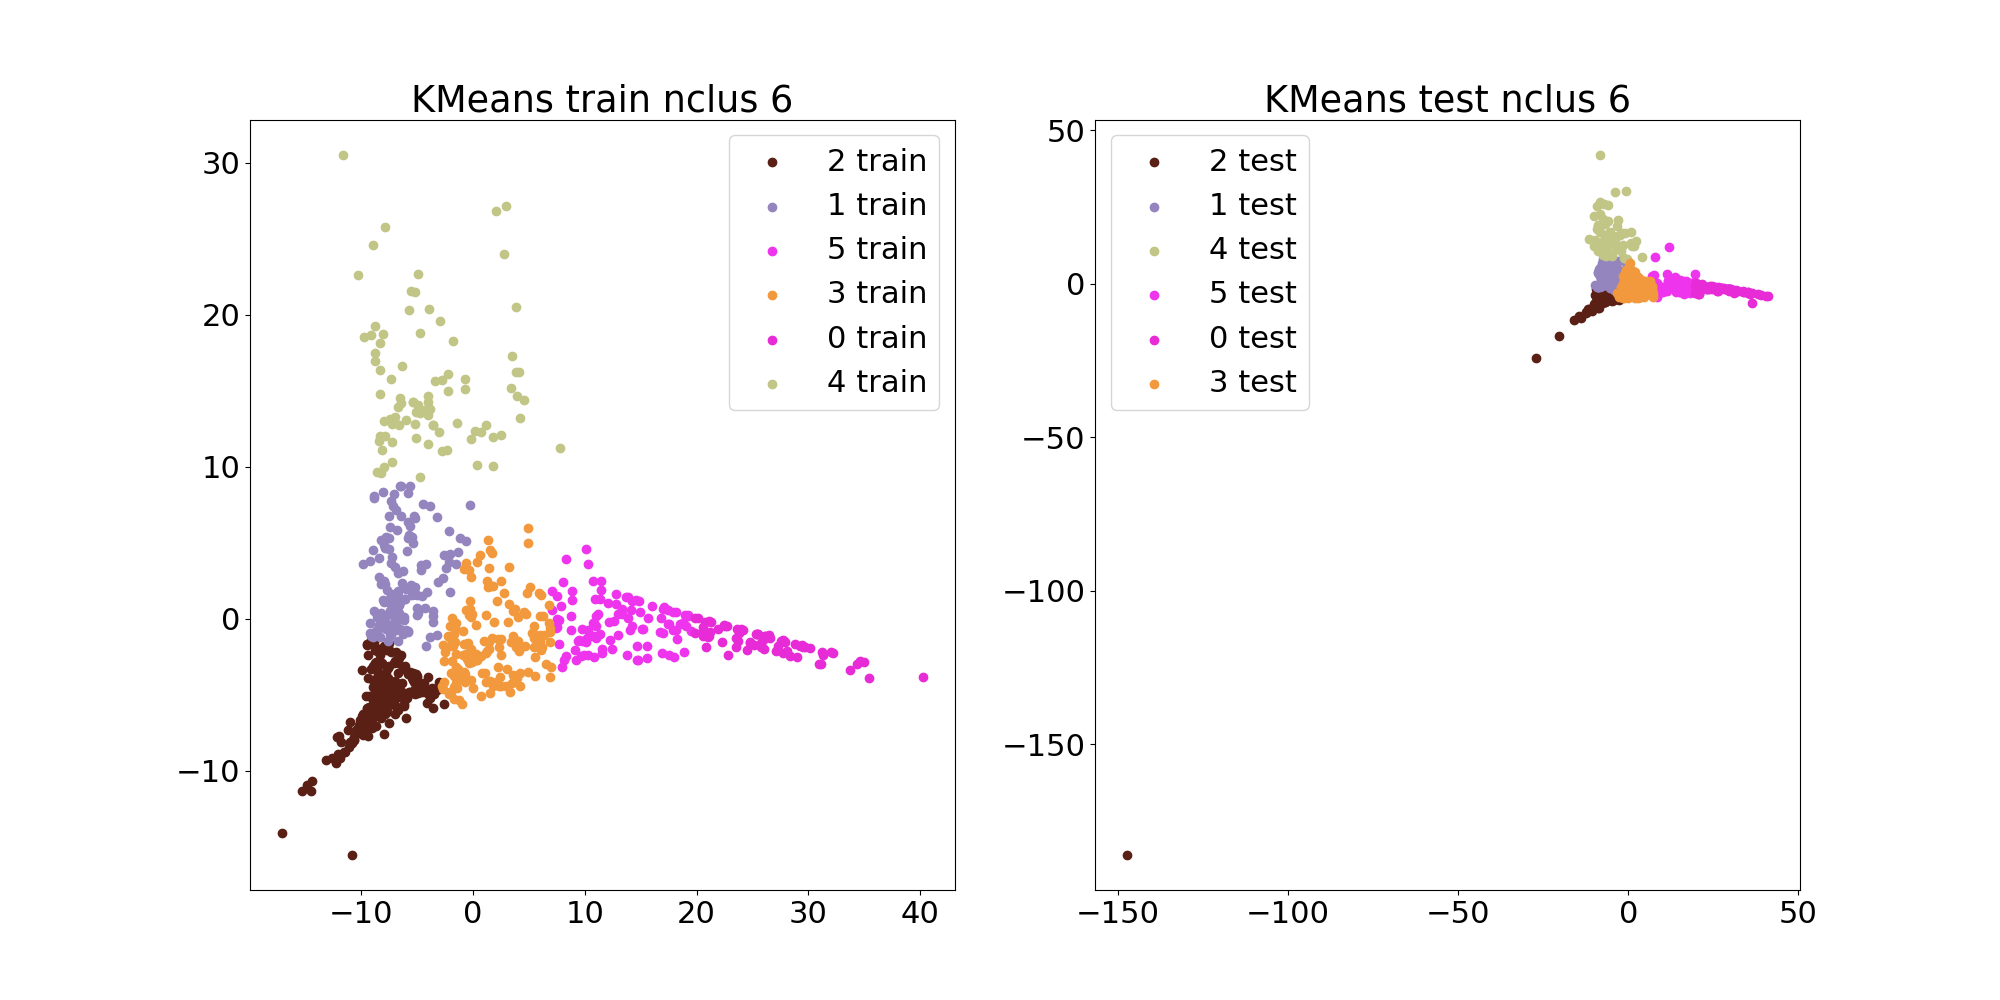 KMeans train nclus 6
30
20
10
0
−10
−10
0
10
20
30
40
2 train
1 train
5 train
3 train
0 train
4 train
KMeans test nclus 6
50
0
−50
−100
−150
−150
−100
−50
0
50
2 test
1 test
4 test
5 test
0 test
3 test